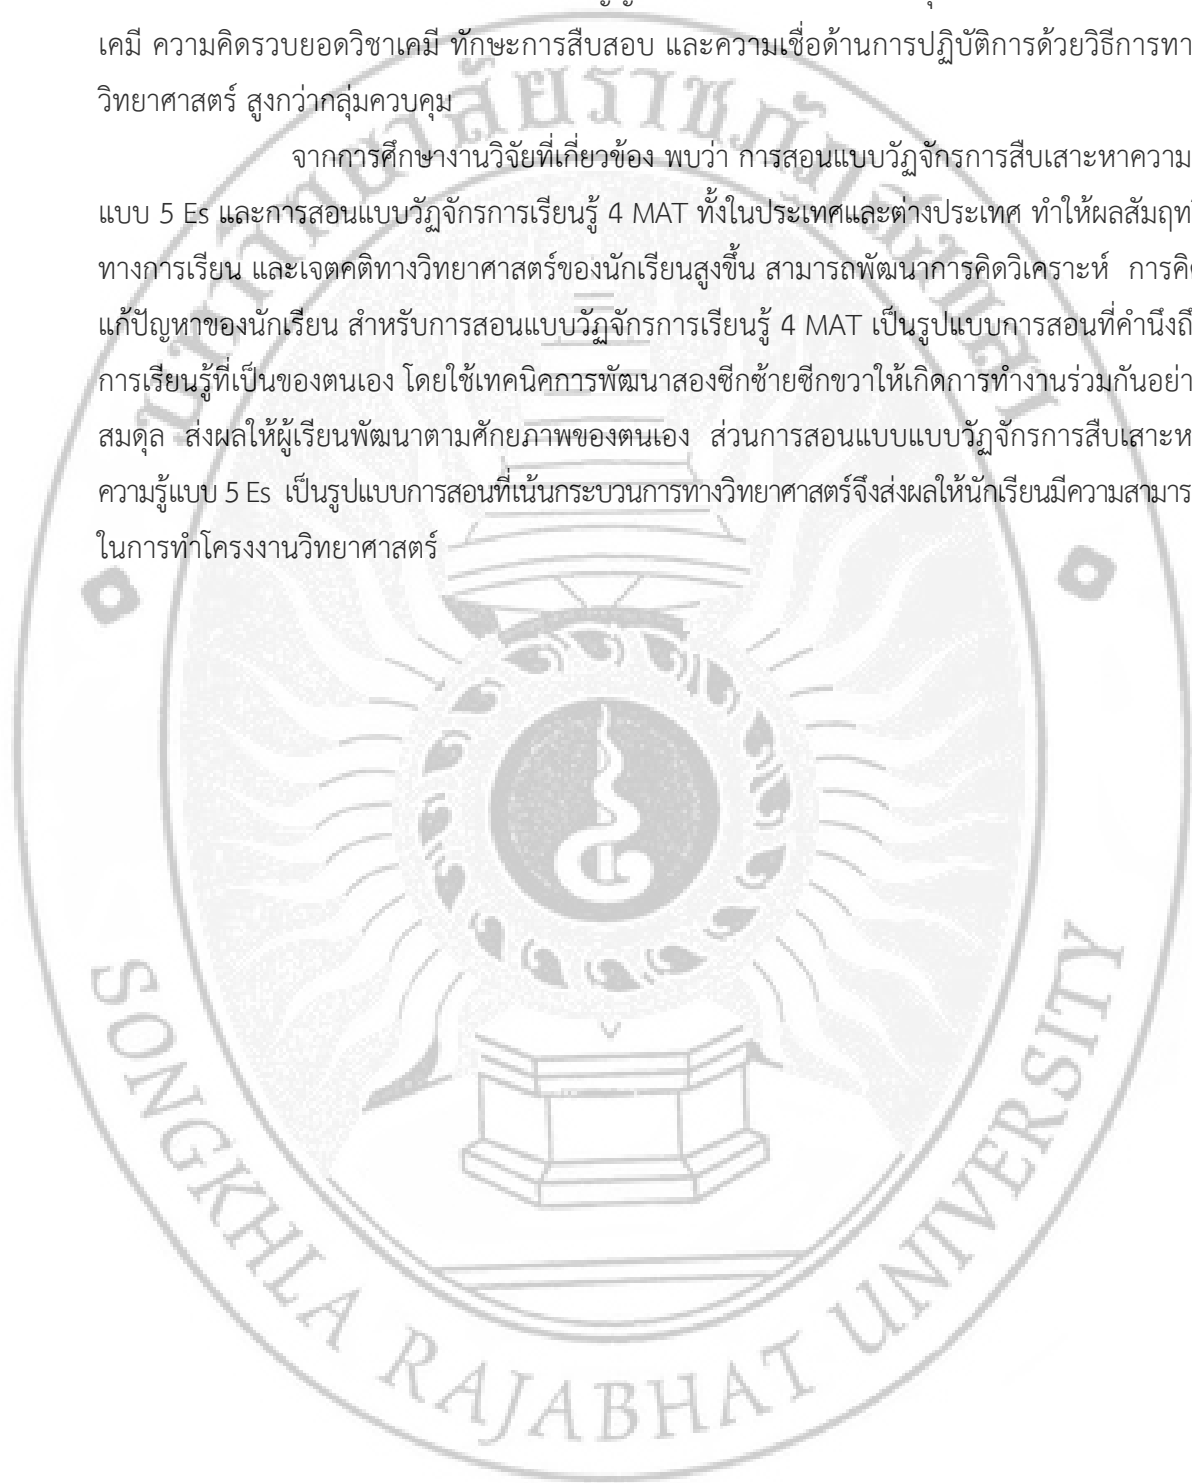 เคมี ความคิดรวบยอดวิชาเคมี ทักษะการสืบสอบ และความเชื่อด้านการปฏิบัติการด้วยวิธีการทา
วิทยาศาสตร์ สูงกว่ากลุ่มควบคุม
จากการศึกษางานวิจัยที่เกี่ยวข้อง พบว่า การสอนแบบวัฏจักรการสืบเสาะหาความ
แบบ 5 Es และการสอนแบบวัฏจักรการเรียนรู้ 4 MAT ทั้งในประเทศและต่างประเทศ ทำให้ผลสัมฤทธิ
ทางการเรียน และเจตคติทางวิทยาศาสตร์ของนักเรียนสูงขึ้น สามารถพัฒนาการคิดวิเคราะห์ การคิด
แก้ปัญหาของนักเรียน สำหรับการสอนแบบวัฏจักรการเรียนรู้ 4 MAT เป็นรูปแบบการสอนที่คำนึงถึ
การเรียนรู้ที่เป็นของตนเอง โดยใช้เทคนิคการพัฒนาสองซีกซ้ายซีกขวาให้เกิดการทำงานร่วมกันอย่า
สมดุล ส่งผลให้ผู้เรียนพัฒนาตามศักยภาพของตนเอง ส่วนการสอนแบบแบบวัฏจักรการสืบเสาะห
ความรู้แบบ 5 Es เป็นรูปแบบการสอนที่เน้นกระบวนการทางวิทยาศาสตร์จึงส่งผลให้นักเรียนมีความสามาร
ในการทำโครงงานวิทยาศาสตร์
มหาวิทยาลัยราชภัฏสงขลา
SONGKHLA RAJABHAT UNIVERSITY